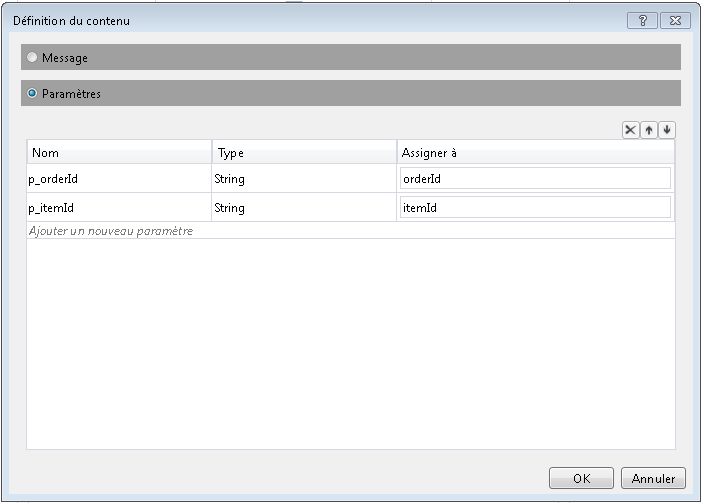 Définition du contenu
?
Message
Paramètres
Nom Type Assigner à
p_orderId String orderId
p_itemId String itemId
Ajouter un nouveau paramètre
OK Annuler